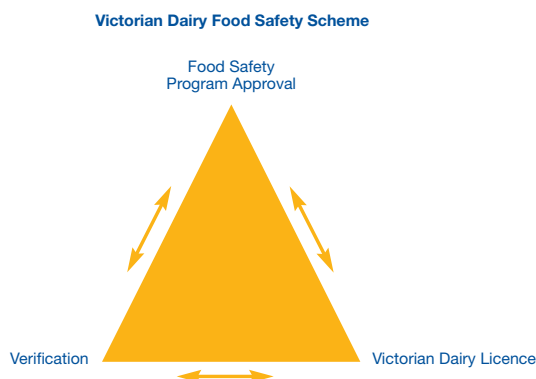 Victorian Dairy Food Safety Scheme
Food Safety
Program Approval
Verification
Victorian Dairy Licence